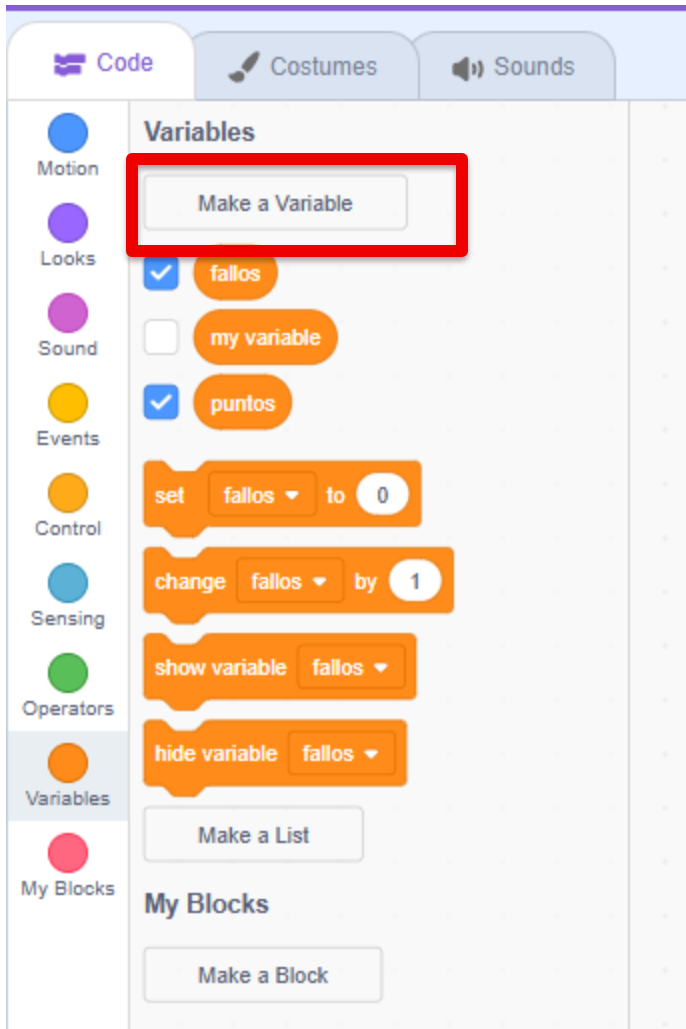 Code
Costumes
Sounds
Motion
Looks
Sound
Events
Control
Sensing
Operators
Variables
My Blocks
Variables
Make a Variable
fallos
my variable
puntos
set fallos to 0
change fallos by 1
show variable fallos
hide variable fallos
Make a List
My Blocks
Make a Block